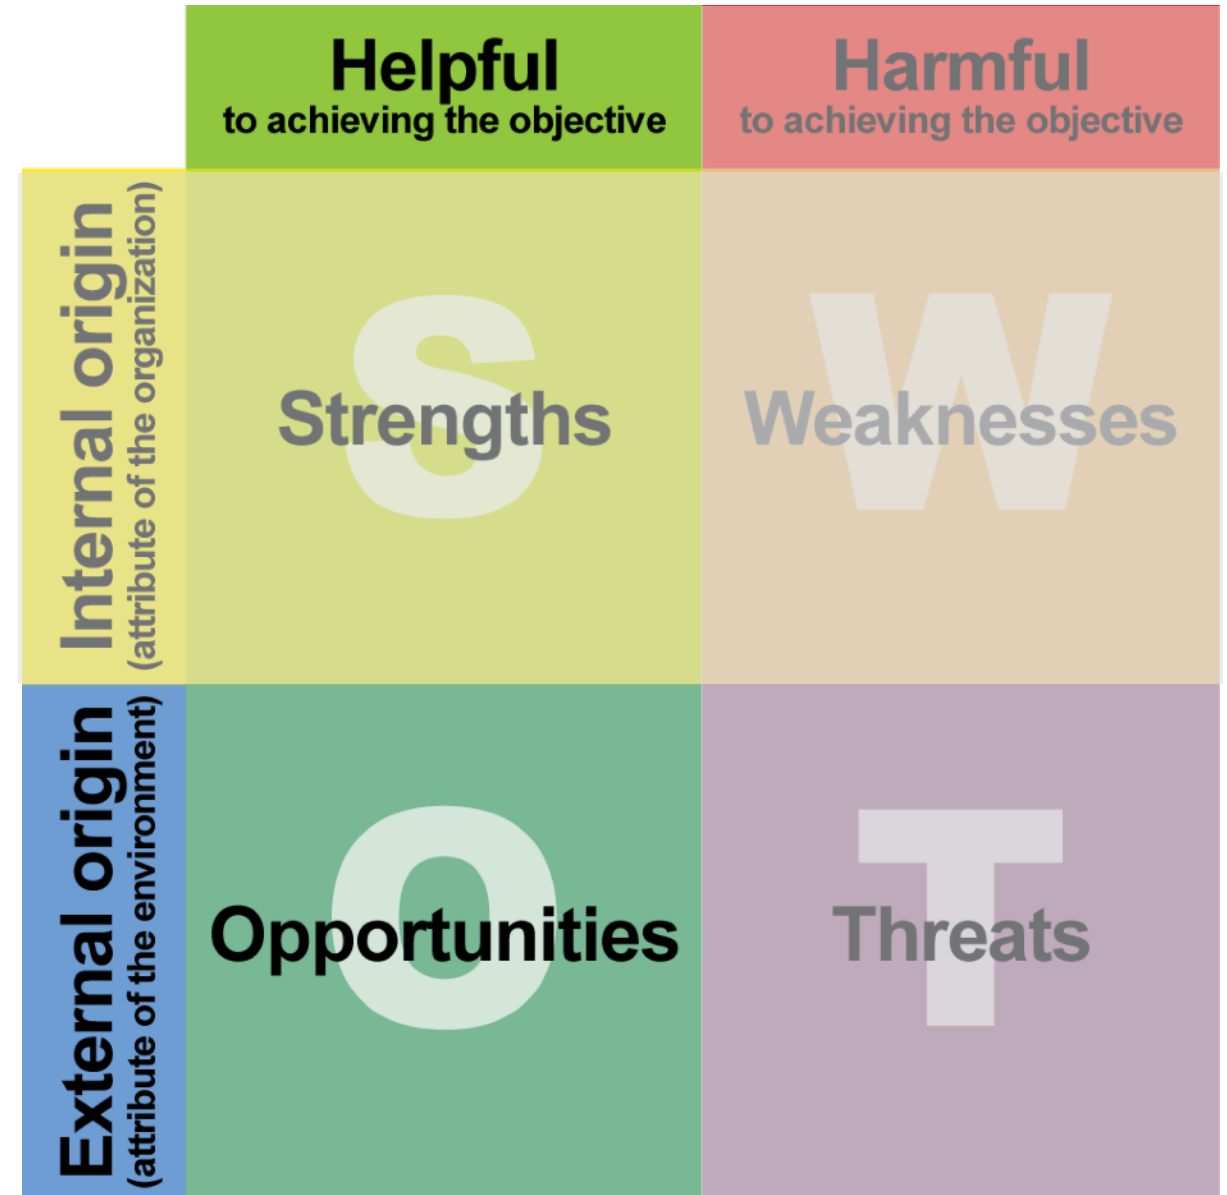 Helpful
to achieving the objective
Harmful
to achieving the objective
Internal origin
(attribute of the organization)
S
Strengths
W
Weaknesses
External origin
(attribute of the environment)
O
Opportunities
T
Threats